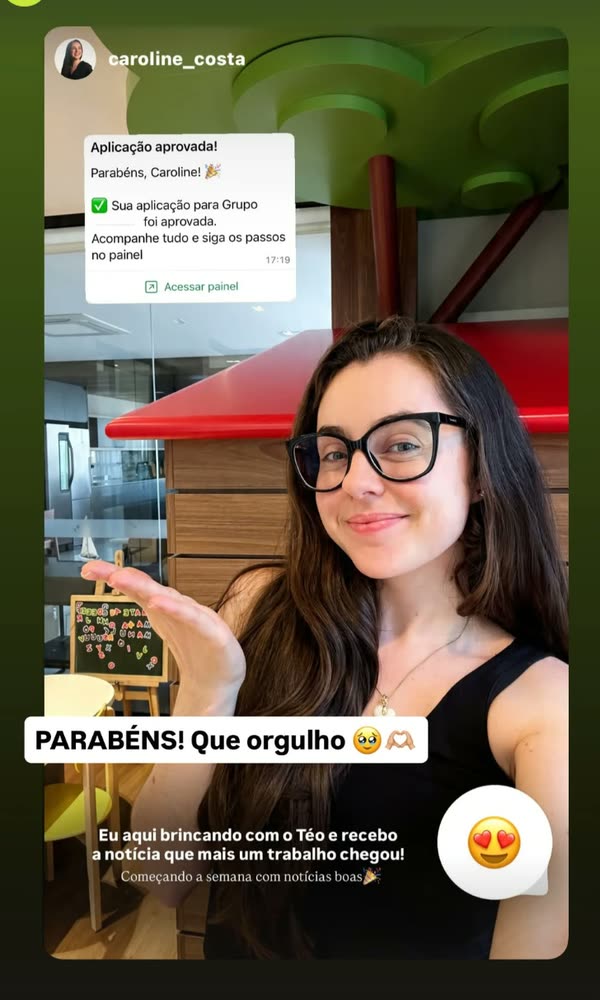 caroline_costa
Aplicação aprovada!
Parabéns, Caroline! 🎉
✅ Sua aplicação para Grupo
foi aprovada.
Acompanhe tudo e siga os passos
no painel
17:19
Acessar painel
PARABÉNS! Que orgulho 🥹🫶🏼
Eu aqui brincando com o Téo e recebo
a notícia que mais um trabalho chegou!
Começando a semana com notícias boas🎉